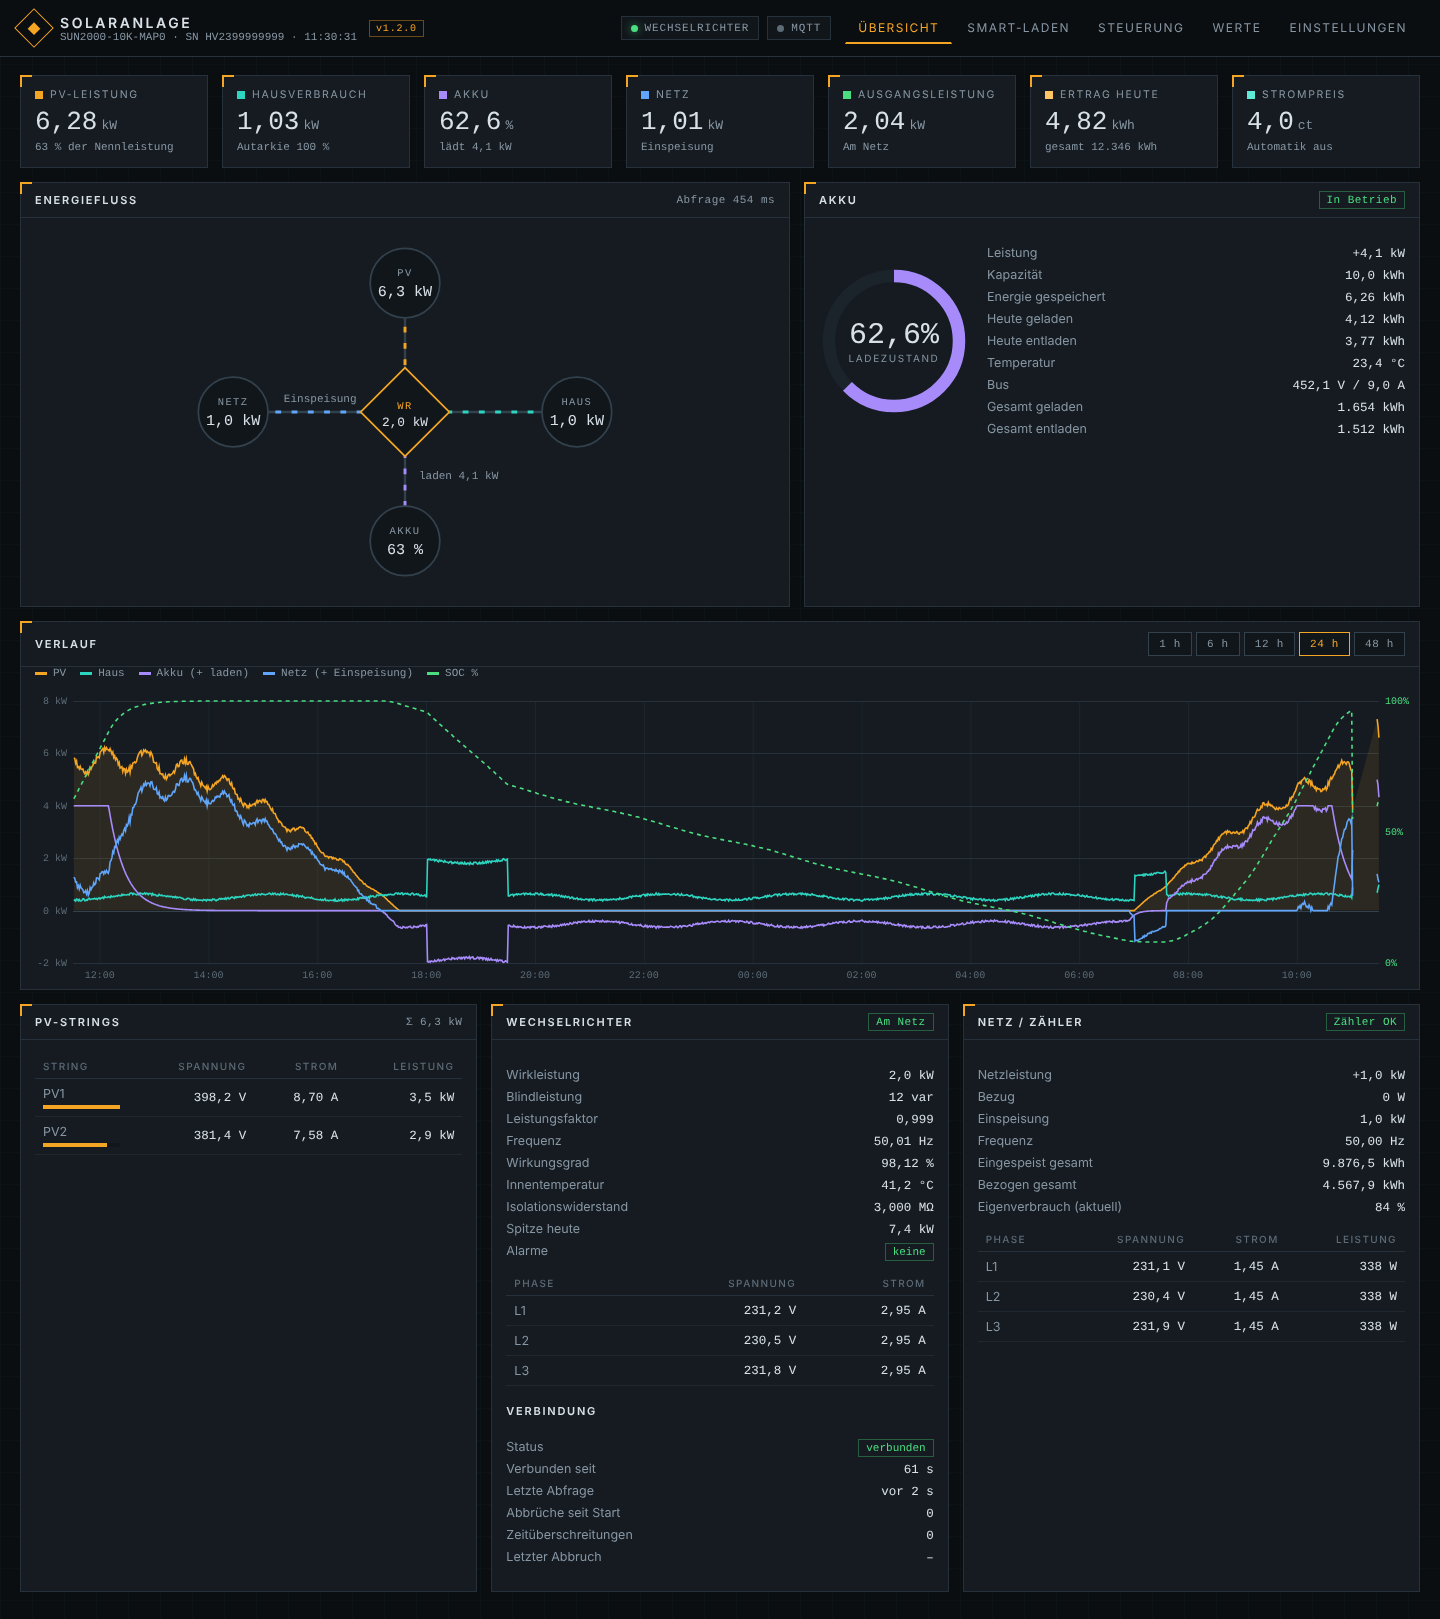 SOLARANLAGE
SUN2000-10K-MAP0 · SN HV2399999999 · 11:30:31
v1.2.0
WECHSELRICHTER
MQTT
ÜBERSICHT
SMART-LADEN
STEUERUNG
WERTE
EINSTELLUNGEN
PV-LEISTUNG
6,28 kW
63 % der Nennleistung
HAUSVERBRAUCH
1,03 kW
Autarkie 100 %
AKKU
62,6 %
lädt 4,1 kW
NETZ
1,01 kW
Einspeisung
AUSGANGSLEISTUNG
2,04 kW
Am Netz
ERTRAG HEUTE
4,82 kWh
gesamt 12.346 kWh
STROMPREIS
4,0 ct
Automatik aus
ENERGIEFLUSS
Abfrage 454 ms
PV
6,3 kW
NETZ
1,0 kW
Einspeisung
WR
2,0 kW
HAUS
1,0 kW
laden 4,1 kW
AKKU
63 %
AKKU
In Betrieb
62,6%
LADEZUSTAND
Leistung +4,1 kW
Kapazität 10,0 kWh
Energie gespeichert 6,26 kWh
Heute geladen 4,12 kWh
Heute entladen 3,77 kWh
Temperatur 23,4 °C
Bus 452,1 V / 9,0 A
Gesamt geladen 1.654 kWh
Gesamt entladen 1.512 kWh
VERLAUF
1 h 6 h 12 h 24 h 48 h
PV Haus Akku (+ laden) Netz (+ Einspeisung) SOC %
8 kW 100%
6 kW
4 kW
50%
2 kW
0 kW
-2 kW 0%
12:00 14:00 16:00 18:00 20:00 22:00 00:00 02:00 04:00 06:00 08:00 10:00
PV-STRINGS
Σ 6,3 kW
STRING SPANNUNG STROM LEISTUNG
PV1 398,2 V 8,70 A 3,5 kW
PV2 381,4 V 7,58 A 2,9 kW
WECHSELRICHTER
Am Netz
Wirkleistung 2,0 kW
Blindleistung 12 var
Leistungsfaktor 0,999
Frequenz 50,01 Hz
Wirkungsgrad 98,12 %
Innentemperatur 41,2 °C
Isolationswiderstand 3,000 MΩ
Spitze heute 7,4 kW
Alarme keine
PHASE SPANNUNG STROM
L1 231,2 V 2,95 A
L2 230,5 V 2,95 A
L3 231,8 V 2,95 A
VERBINDUNG
Status verbunden
Verbunden seit 61 s
Letzte Abfrage vor 2 s
Abbrüche seit Start 0
Zeitüberschreitungen 0
Letzter Abbruch –
NETZ / ZÄHLER
Zähler OK
Netzleistung +1,0 kW
Bezug 0 W
Einspeisung 1,0 kW
Frequenz 50,00 Hz
Eingespeist gesamt 9.876,5 kWh
Bezogen gesamt 4.567,9 kWh
Eigenverbrauch (aktuell) 84 %
PHASE SPANNUNG STROM LEISTUNG
L1 231,1 V 1,45 A 338 W
L2 230,4 V 1,45 A 338 W
L3 231,9 V 1,45 A 338 W